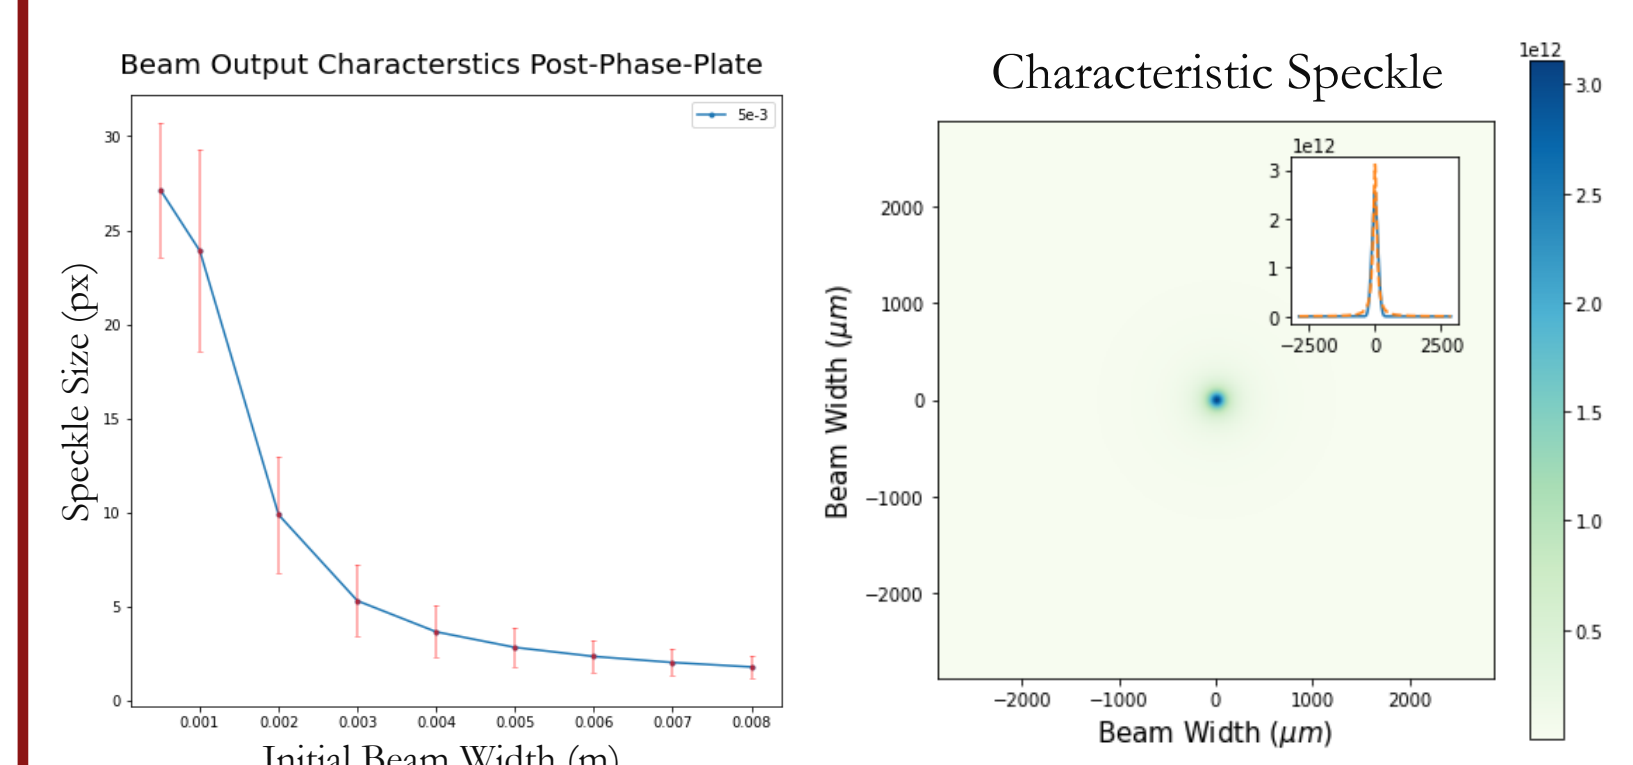 Beam Output Characterstics Post-Phase-Plate
5e-3
30
25
20
15
10
5
0
Speckle Size (px)
0.001 0.002 0.003 0.004 0.005 0.006 0.007 0.008
Initial Beam Width (m)
Characteristic Speckle
2000
1000
0
−1000
−2000
Beam Width (μm)
1e12
3
2
1
0
−2500 0 2500
−2000 −1000 0 1000 2000
Beam Width (μm)
1e12
3.0
2.5
2.0
1.5
1.0
0.5